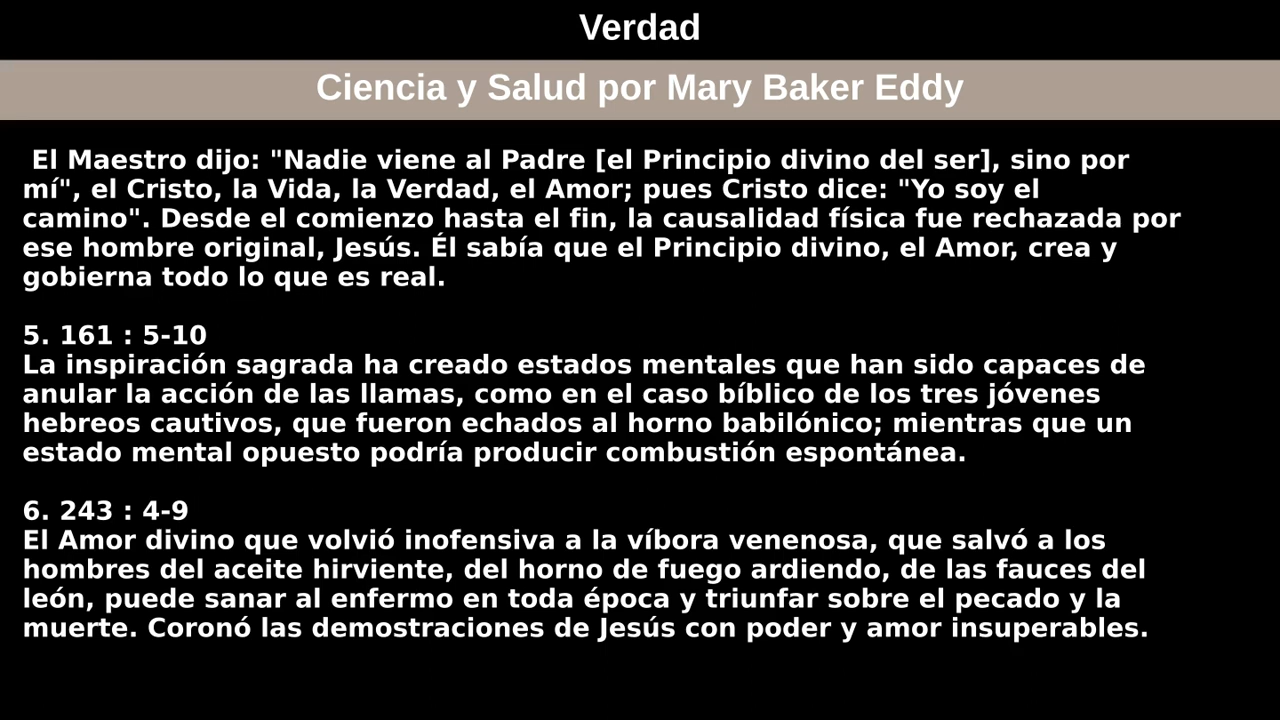 Verdad
Ciencia y Salud por Mary Baker Eddy
El Maestro dijo: "Nadie viene al Padre [el Principio divino del ser], sino por
mí", el Cristo, la Vida, la Verdad, el Amor; pues Cristo dice: "Yo soy el
camino". Desde el comienzo hasta el fin, la causalidad física fue rechazada por
ese hombre original, Jesús. Él sabía que el Principio divino, el Amor, crea y
gobierna todo lo que es real.
5. 161 : 5-10
La inspiración sagrada ha creado estados mentales que han sido capaces de
anular la acción de las llamas, como en el caso bíblico de los tres jóvenes
hebreos cautivos, que fueron echados al horno babilónico; mientras que un
estado mental opuesto podría producir combustión espontánea.
6. 243 : 4-9
El Amor divino que volvió inofensiva a la víbora venenosa, que salvó a los
hombres del aceite hirviente, del horno de fuego ardiendo, de las fauces del
león, puede sanar al enfermo en toda época y triunfar sobre el pecado y la
muerte. Coronó las demostraciones de Jesús con poder y amor insuperables.